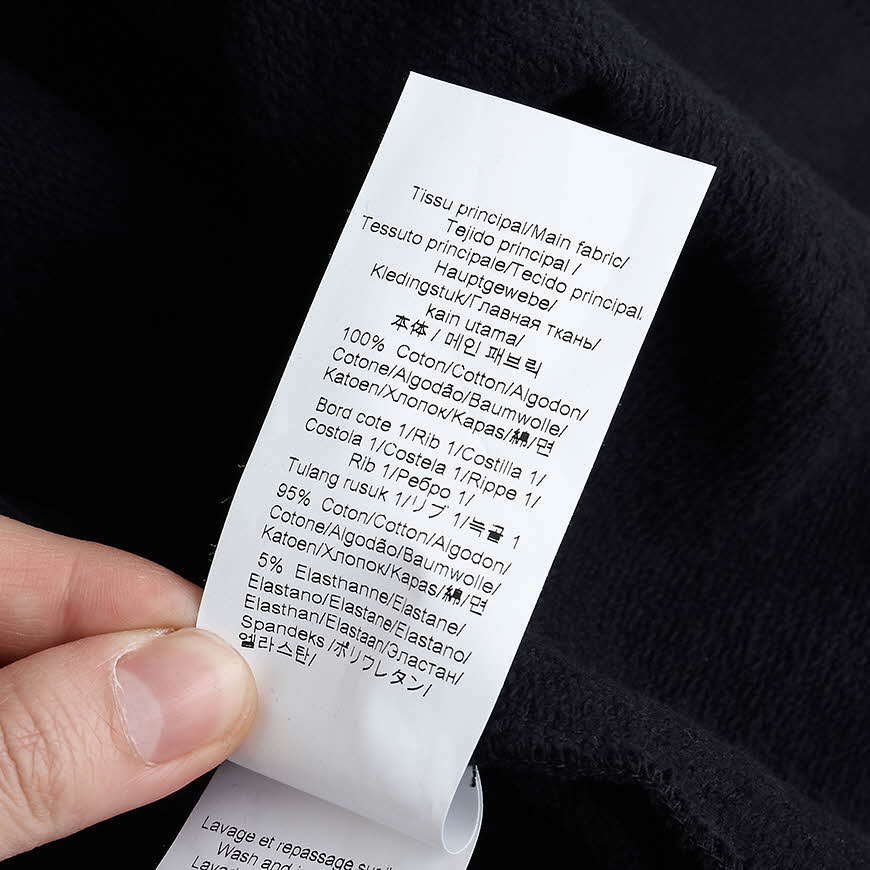 Tissu principal/Main fabric/
Tejido principal /
Tessuto principale/Tecido principal/
Hauptgewebe/
Kledingstuk/Главная ткань/
kain utama/
本体 / 메인 패브릭
100% Coton/Cotton/Algodon/
Cotone/Algodão/Baumwolle/
Katoen/Хлопок/Kapas/綿/면
Bord cote 1/Rib 1/Costilla 1/
Costola 1/Costela 1/Rippe 1/
Rib 1/Ребро 1/
Tulang rusuk 1/リブ 1/늑골 1
95% Coton/Cotton/Algodon/
Cotone/Algodão/Baumwolle/
Katoen/Хлопок/Kapas/綿/면
5% Elasthanne/Elastane/
Elastano/Elastane/Elastano/
Elasthan/Elastaan/Эластан/
Spandeks /ポリウレタン/
엘라스탄/
Lavage et repassage
Wash and